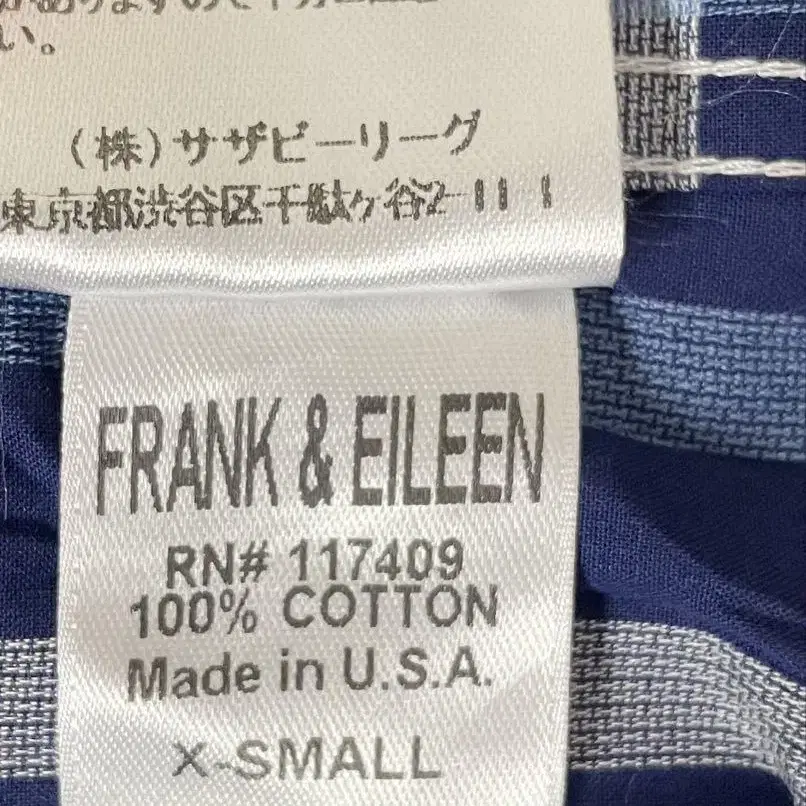 い。
(株)サザビーリーグ
東京都渋谷区千駄ヶ谷2-11-1
FRANK & EILEEN
RN# 117409
100% COTTON
Made in U.S.A.
X-SMALL